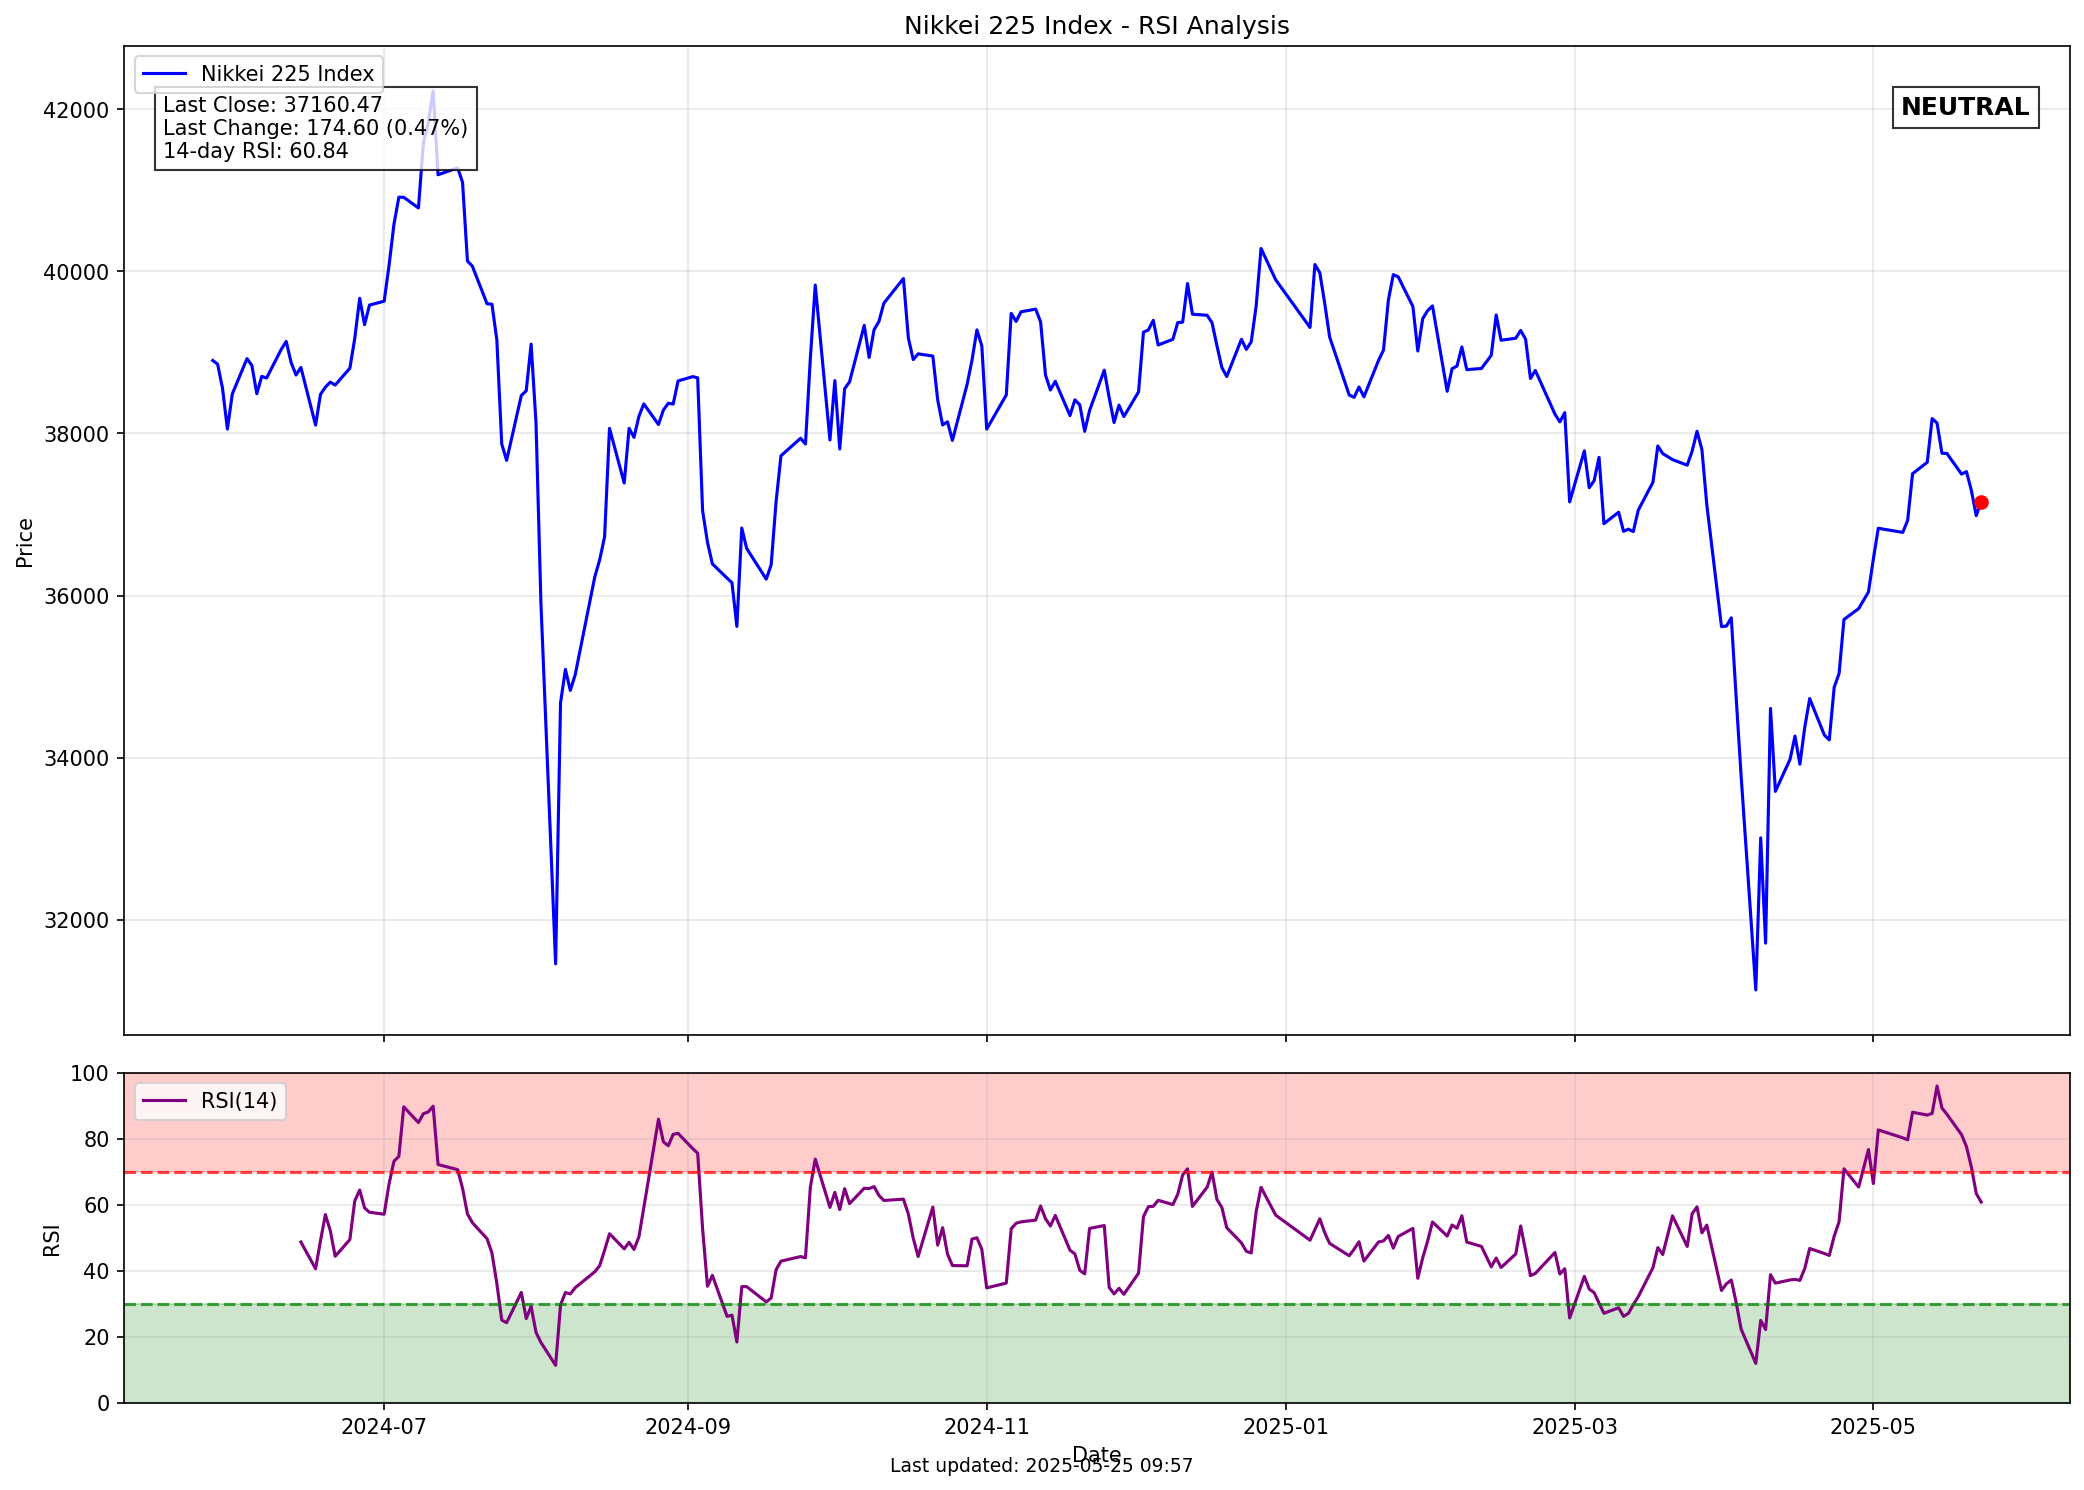 Nikkei 225 Index - RSI Analysis
Nikkei 225 Index
Last Close: 37160.47
Last Change: 174.60 (0.47%)
14-day RSI: 60.84
NEUTRAL
42000
40000
38000
36000
34000
32000
Price
RSI(14)
100
80
60
40
20
0
RSI
2024-07
2024-09
2024-11
2025-01
2025-03
2025-05
Date
Last updated: 2025-05-25 09:57